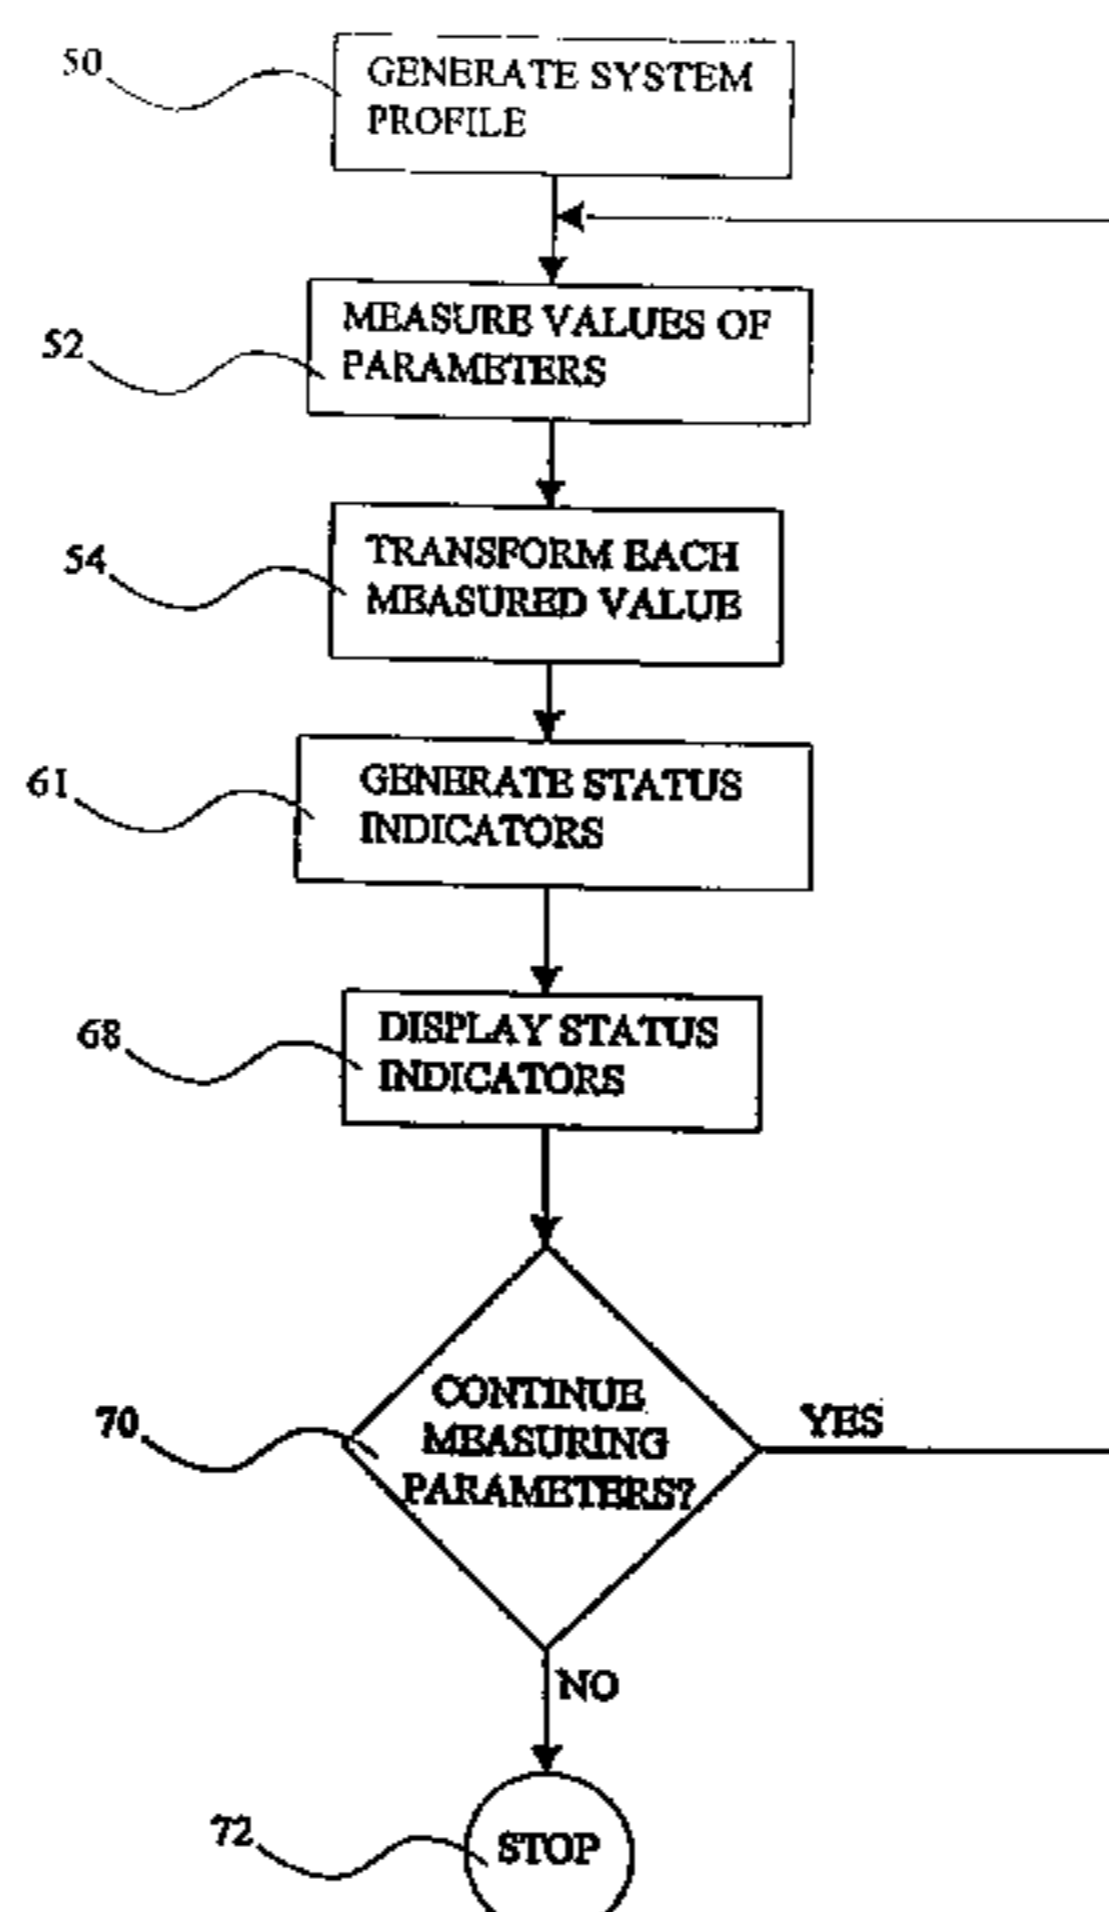 50
GENERATE SYSTEM
PROFILE
52
MEASURE VALUES OF
PARAMETERS
54
TRANSFORM EACH
MEASURED VALUE
61
GENERATE STATUS
INDICATORS
68
DISPLAY STATUS
INDICATORS
70
CONTINUE
MEASURING
PARAMETERS?
YES
NO
72
STOP